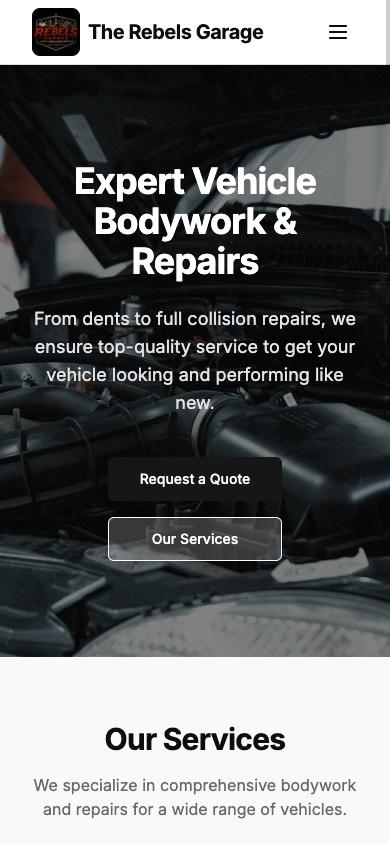 REBELS
GARAGE
The Rebels Garage
Expert Vehicle
Bodywork &
Repairs
From dents to full collision repairs, we
ensure top-quality service to get your
vehicle looking and performing like
new.
Request a Quote
Our Services
Our Services
We specialize in comprehensive bodywork
and repairs for a wide range of vehicles.